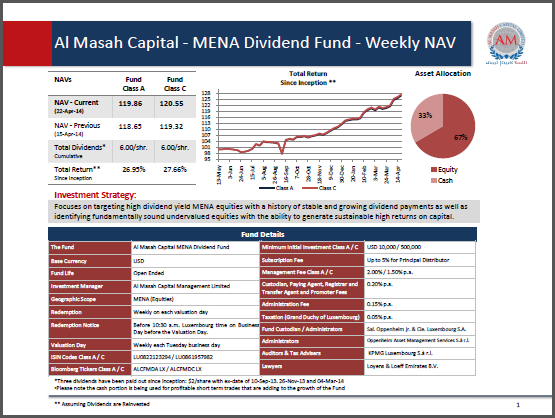 Al Masah Capital - MENA Dividend Fund - Weekly NAV
AM
NAVs Fund Class A Fund Class C
NAV - Current (22-Apr-14) 119.86 120.55
NAV - Previous (15-Apr-14) 118.65 119.32
Total Dividends* Cumulative 6.00/shr. 6.00/shr.
Total Return** Since Inception 26.95% 27.66%
Total Return
Since Inception **
128
125
122
119
116
113
110
107
104
101
98
95
13-May 3-Jun 24-Jun 15-Jul 5-Aug 26-Aug 16-Sep 7-Oct 28-Oct 18-Nov 9-Dec 30-Dec 20-Jan 10-Feb 3-Mar 24-Mar 14-Apr
Class A Class C
Asset Allocation
33%
67%
Equity
Cash
Investment Strategy:
Focuses on targeting high dividend yield MENA equities with a history of stable and growing dividend payments as well as
identifying fundamentally sound undervalued equities with the ability to generate sustainable high returns on capital.
Fund Details
The Fund Al Masah Capital MENA Dividend Fund
Base Currency USD
Fund Life Open Ended
Investment Manager Al Masah Capital Management Limited
Geographic Scope MENA (Equities)
Redemption Weekly on each valuation day
Redemption Notice Before 10:30 a.m. Luxembourg time on Business
Day before the Valuation Day.
Valuation Day Weekly each Tuesday business day
ISIN Codes Class A / C LU0822123294 / LU0861957982
Bloomberg Tickers Class A / C ALCFMDA LX / ALCFMDC LX
Minimum Initial Investment Class A / C USD 10,000 / 500,000
Subscription Fee Up to 5% for Principal Distributor
Management Fee Class A / C 2.00% / 1.50% p.a.
Custodian, Paying Agent, Registrar and
Transfer Agent and Promoter Fees 0.20% p.a.
Administration Fee 0.15% p.a.
Taxation (Grand Duchy of Luxembourg) 0.05% p.a.
Fund Custodian / Administrators Sal. Oppenheim jr. & Cie. Luxembourg S.A.
Administrators Oppenheim Asset Management Services S.à r.l
Auditors & Tax Advisers KPMG Luxembourg S.à r.l.
Lawyers Loyens & Loeff Emirates B.V.
*Three dividends have been paid out since inception: $2/share with ex-date of 10-Sep-13. 26-Nov-13 and 04-Mar-14
*Please note the cash portion is being used for profitable short term trades that are adding to the growth of the Fund
** Assuming Dividends are Reinvested
1